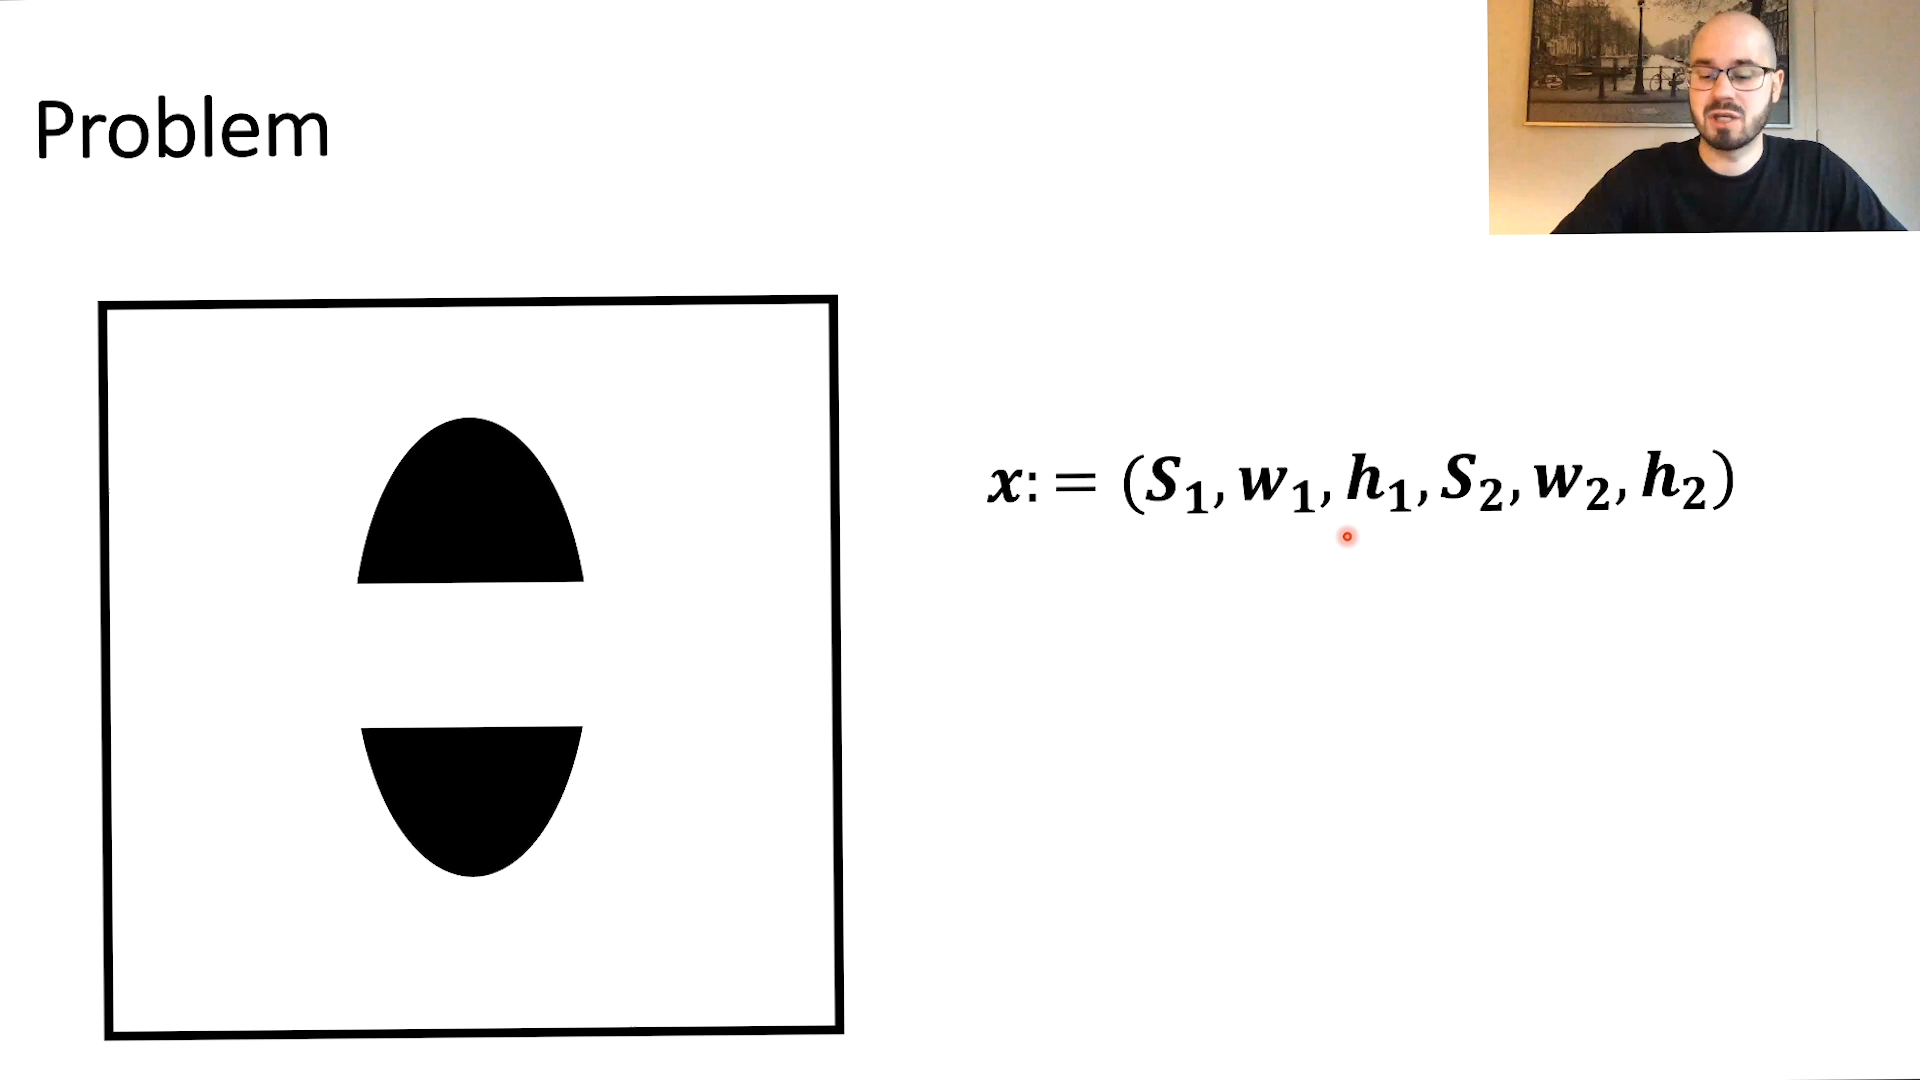 Problem
x: = (S₁, w₁, h₁, S₂, w₂, h₂)